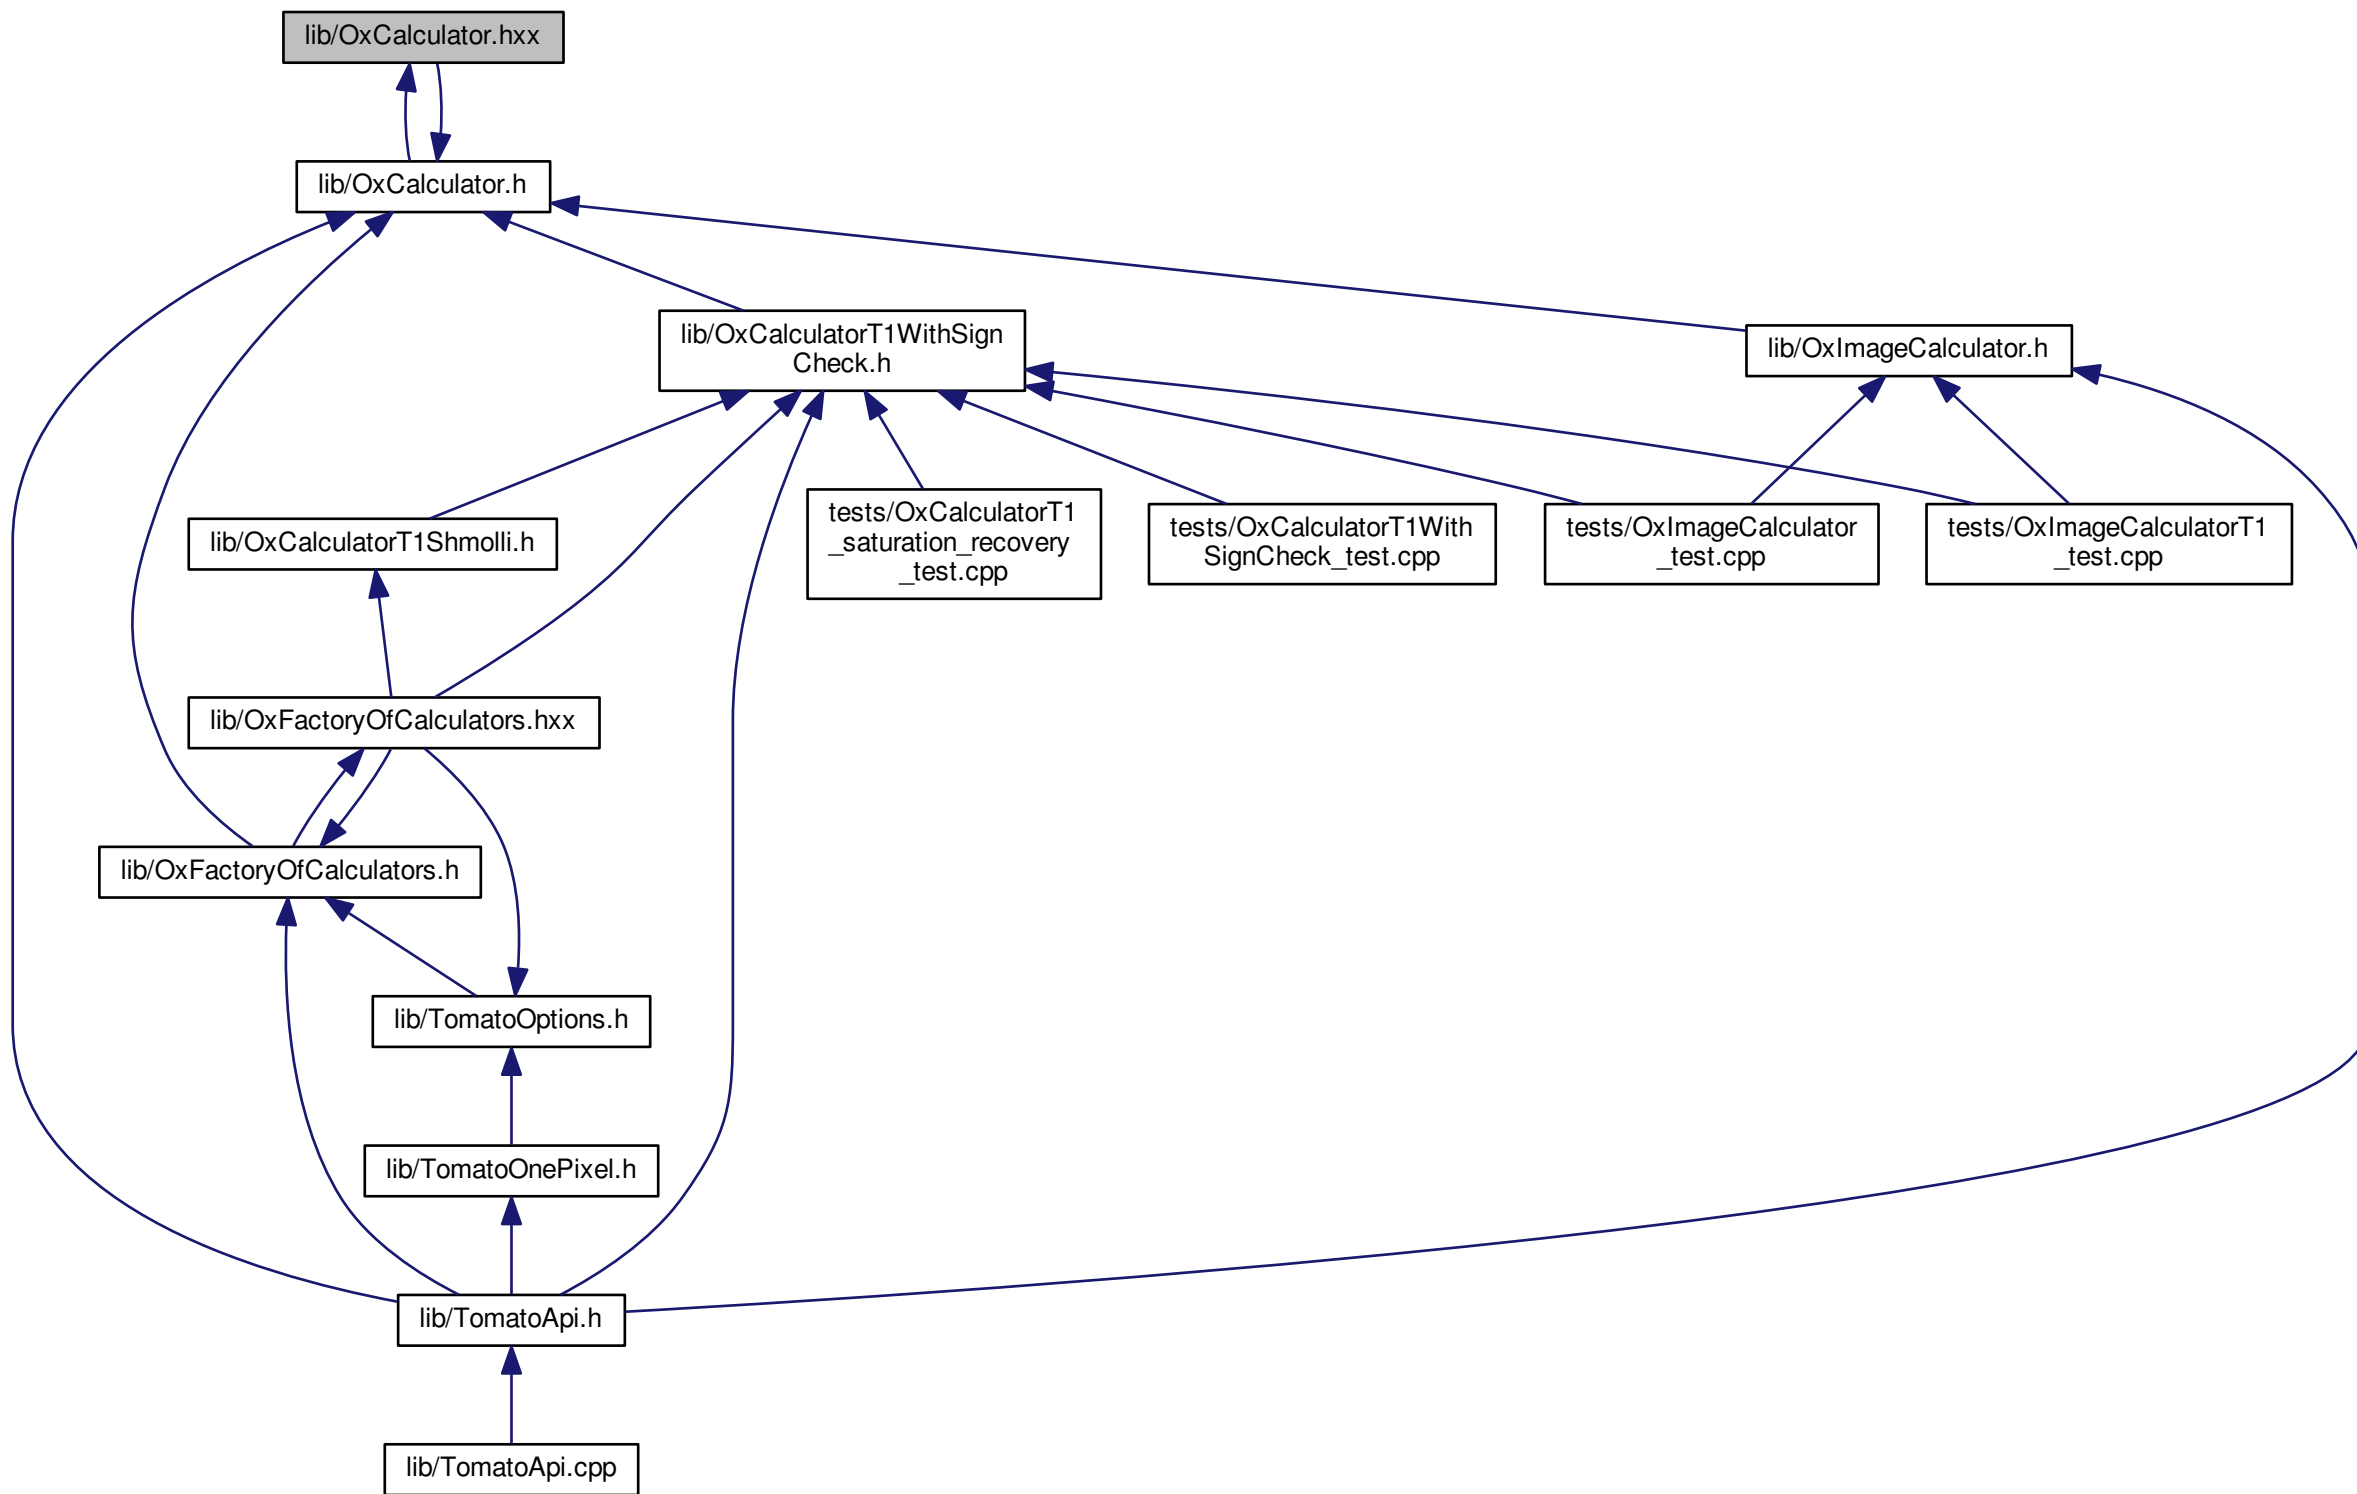 lib/OxCalculator.hxx
lib/OxCalculator.h
lib/OxCalculatorT1WithSign
Check.h
lib/OxImageCalculator.h
lib/OxCalculatorT1Shmolli.h
tests/OxCalculatorT1
_saturation_recovery
_test.cpp
tests/OxCalculatorT1With
SignCheck_test.cpp
tests/OxImageCalculator
_test.cpp
tests/OxImageCalculatorT1
_test.cpp
lib/OxFactoryOfCalculators.hxx
lib/OxFactoryOfCalculators.h
lib/TomatoOptions.h
lib/TomatoOnePixel.h
lib/TomatoApi.h
lib/TomatoApi.cpp